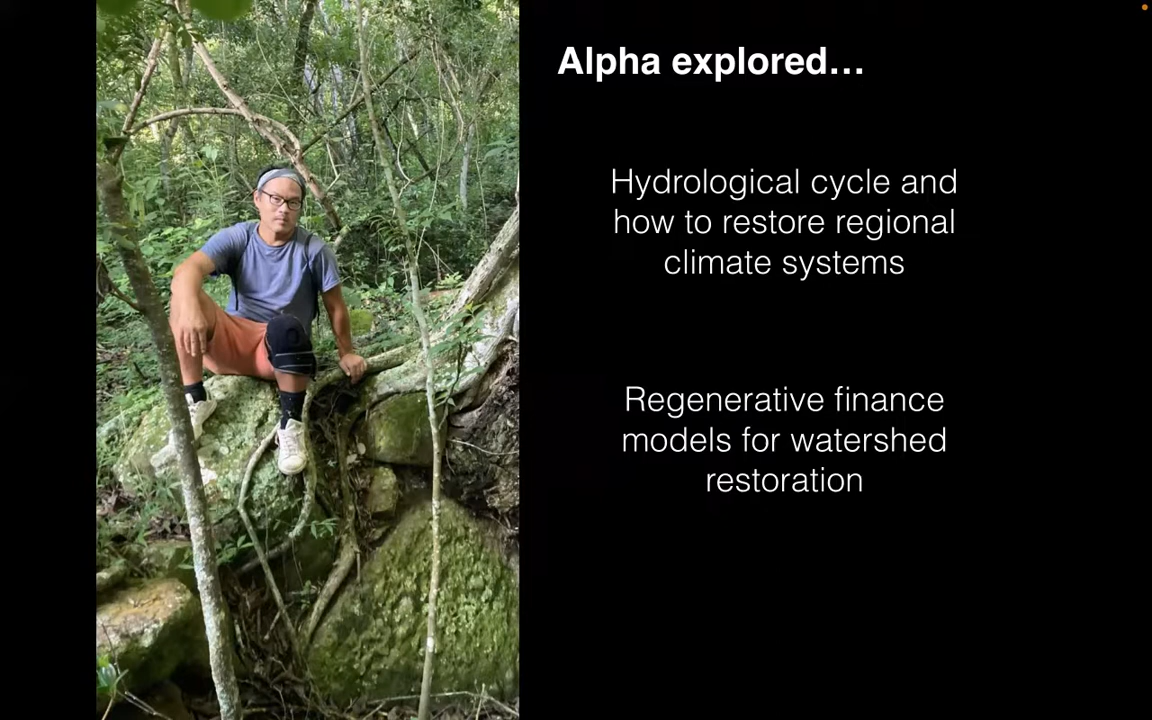 Alpha explored…
Hydrological cycle and
how to restore regional
climate systems
Regenerative finance
models for watershed
restoration